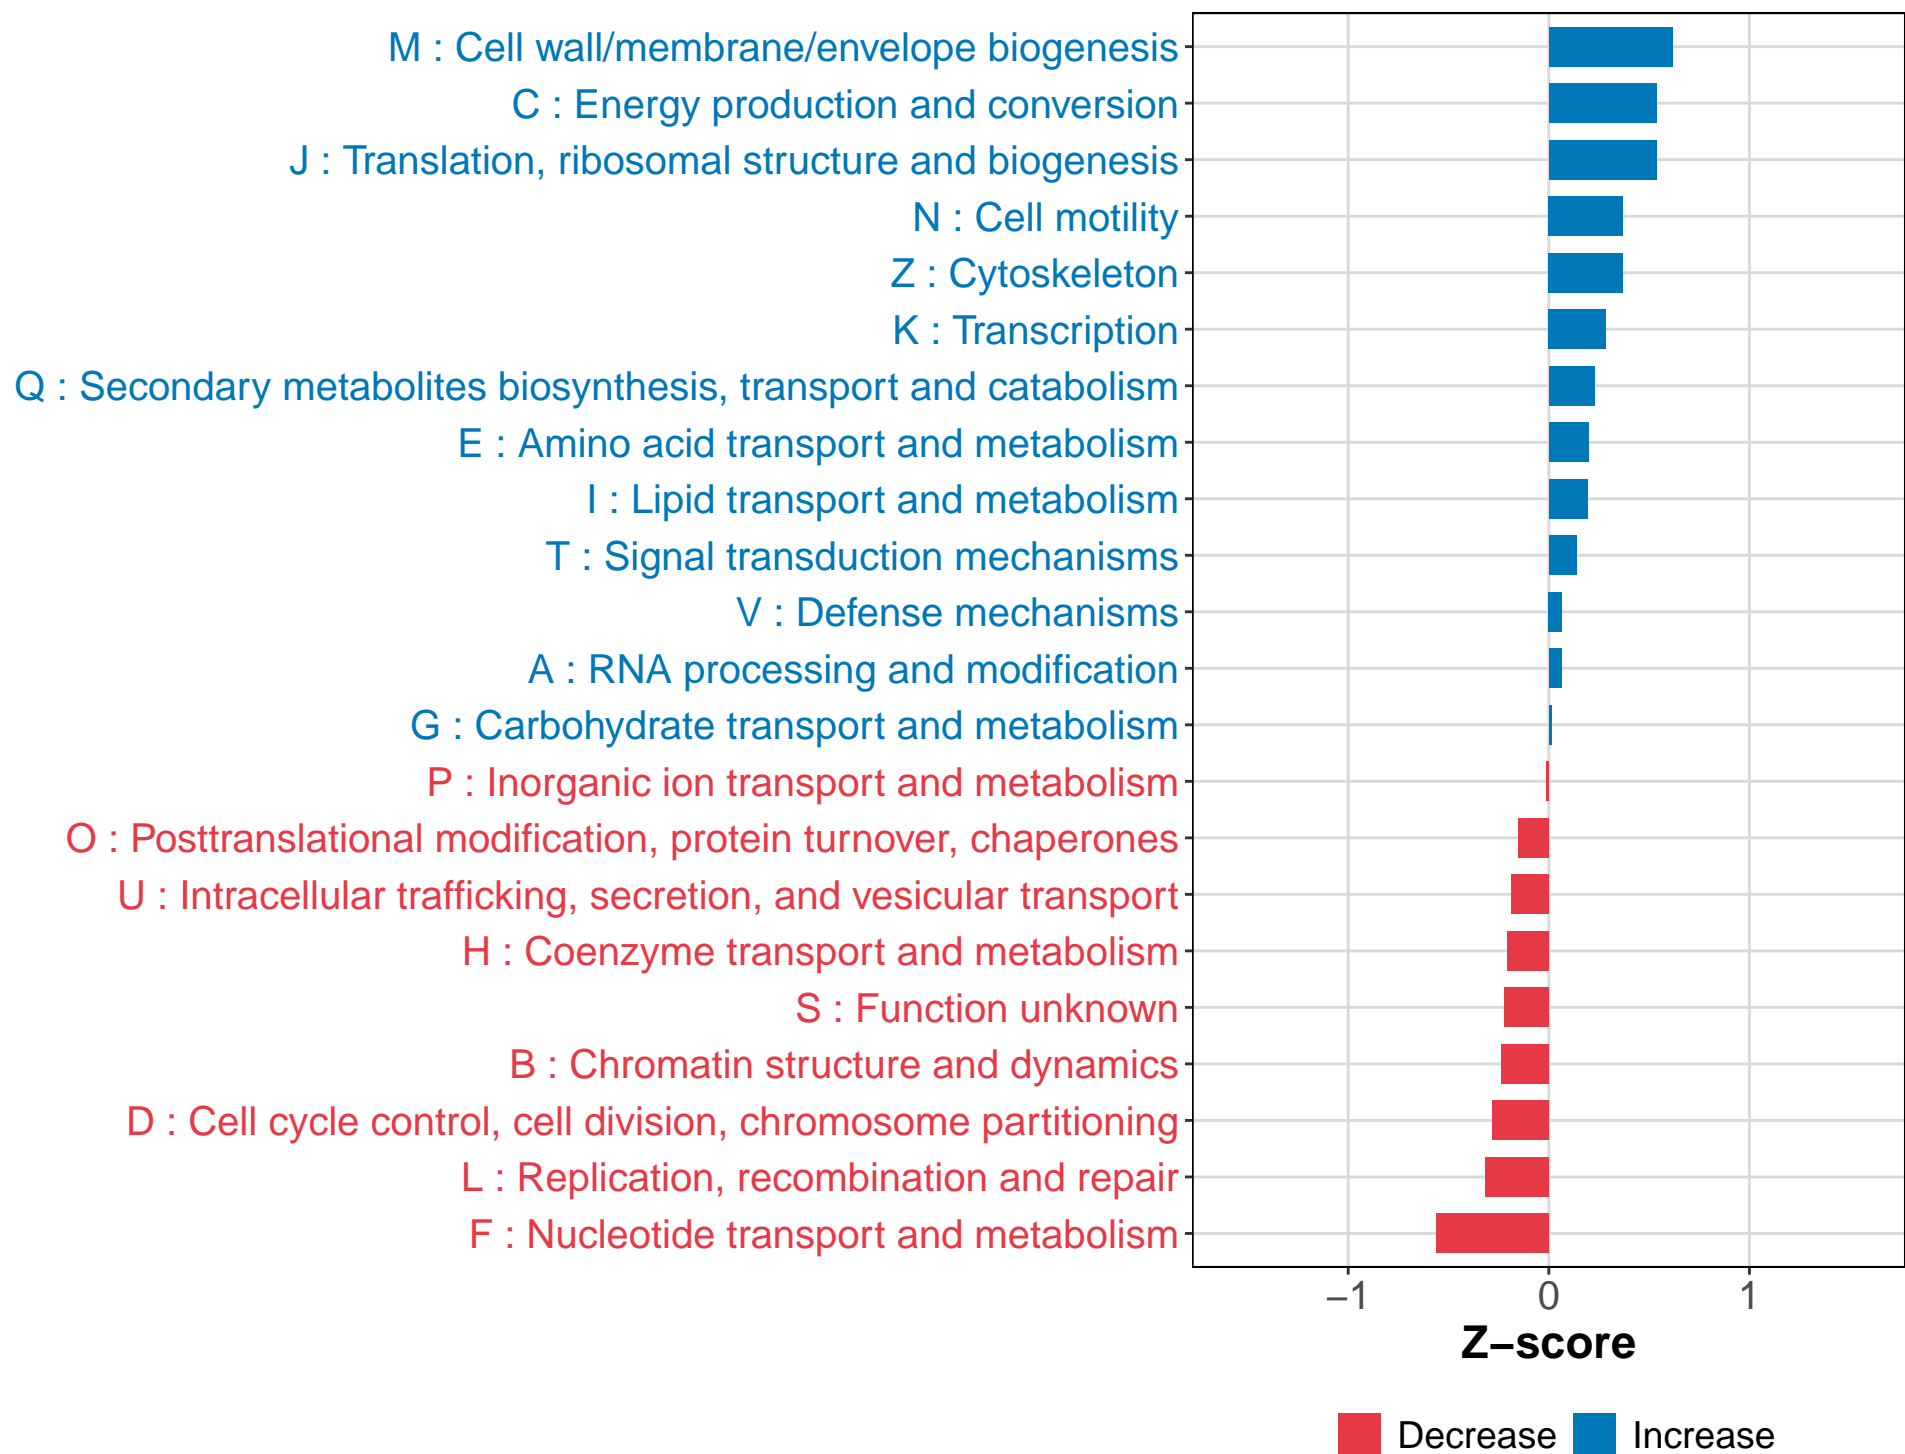 M : Cell wall/membrane/envelope biogenesis
C : Energy production and conversion
J : Translation, ribosomal structure and biogenesis
N : Cell motility
Z : Cytoskeleton
K : Transcription
Q : Secondary metabolites biosynthesis, transport and catabolism
E : Amino acid transport and metabolism
I : Lipid transport and metabolism
T : Signal transduction mechanisms
V : Defense mechanisms
A : RNA processing and modification
G : Carbohydrate transport and metabolism
P : Inorganic ion transport and metabolism
O : Posttranslational modification, protein turnover, chaperones
U : Intracellular trafficking, secretion, and vesicular transport
H : Coenzyme transport and metabolism
S : Function unknown
B : Chromatin structure and dynamics
D : Cell cycle control, cell division, chromosome partitioning
L : Replication, recombination and repair
F : Nucleotide transport and metabolism
−1 0 1
Z−score
Decrease Increase